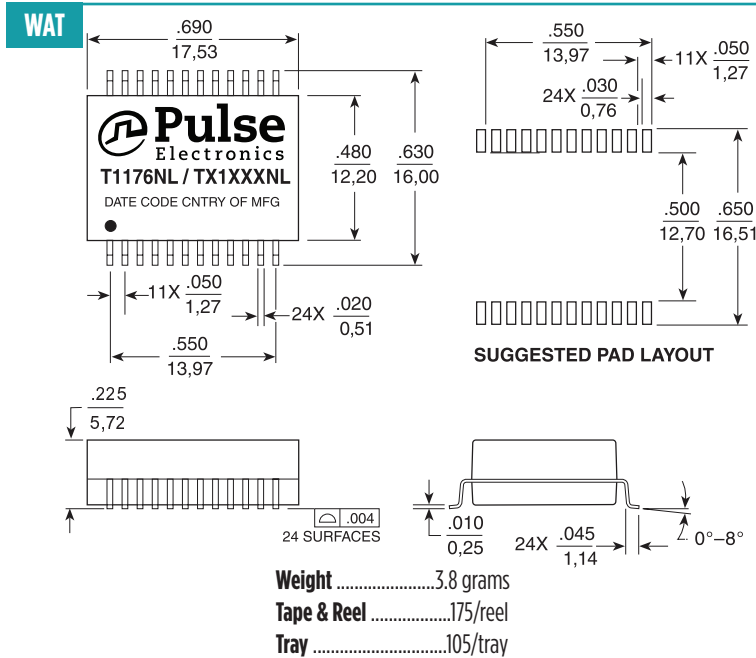 WAT
.690
17,53
Pulse
Electronics
T1176NL / TX1XXXNL
DATE CODE CNTRY OF MFG
.480
12,20
.630
16,00
11X .050
1,27
24X .020
0,51
.550
13,97
.550
13,97
11X .050
1,27
24X .030
0,76
.500
12,70
.650
16,51
SUGGESTED PAD LAYOUT
.225
5,72
.004
24 SURFACES
.010
0,25
24X .045
1,14
0°–8°
Weight ......................3.8 grams
Tape & Reel ..................175/reel
Tray ..............................105/tray